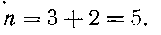 n = 3 + 2 = 5.